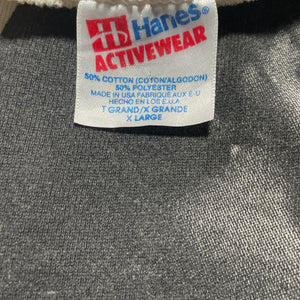 H Hanes®
ACTIVEWEAR
50% COTTON (COTON/ALGODON)
50% POLYESTER
MADE IN USA FABRIQUE AUX E-U
HECHO EN LOS E.U.A.
T GRAND/X GRANDE
X LARGE